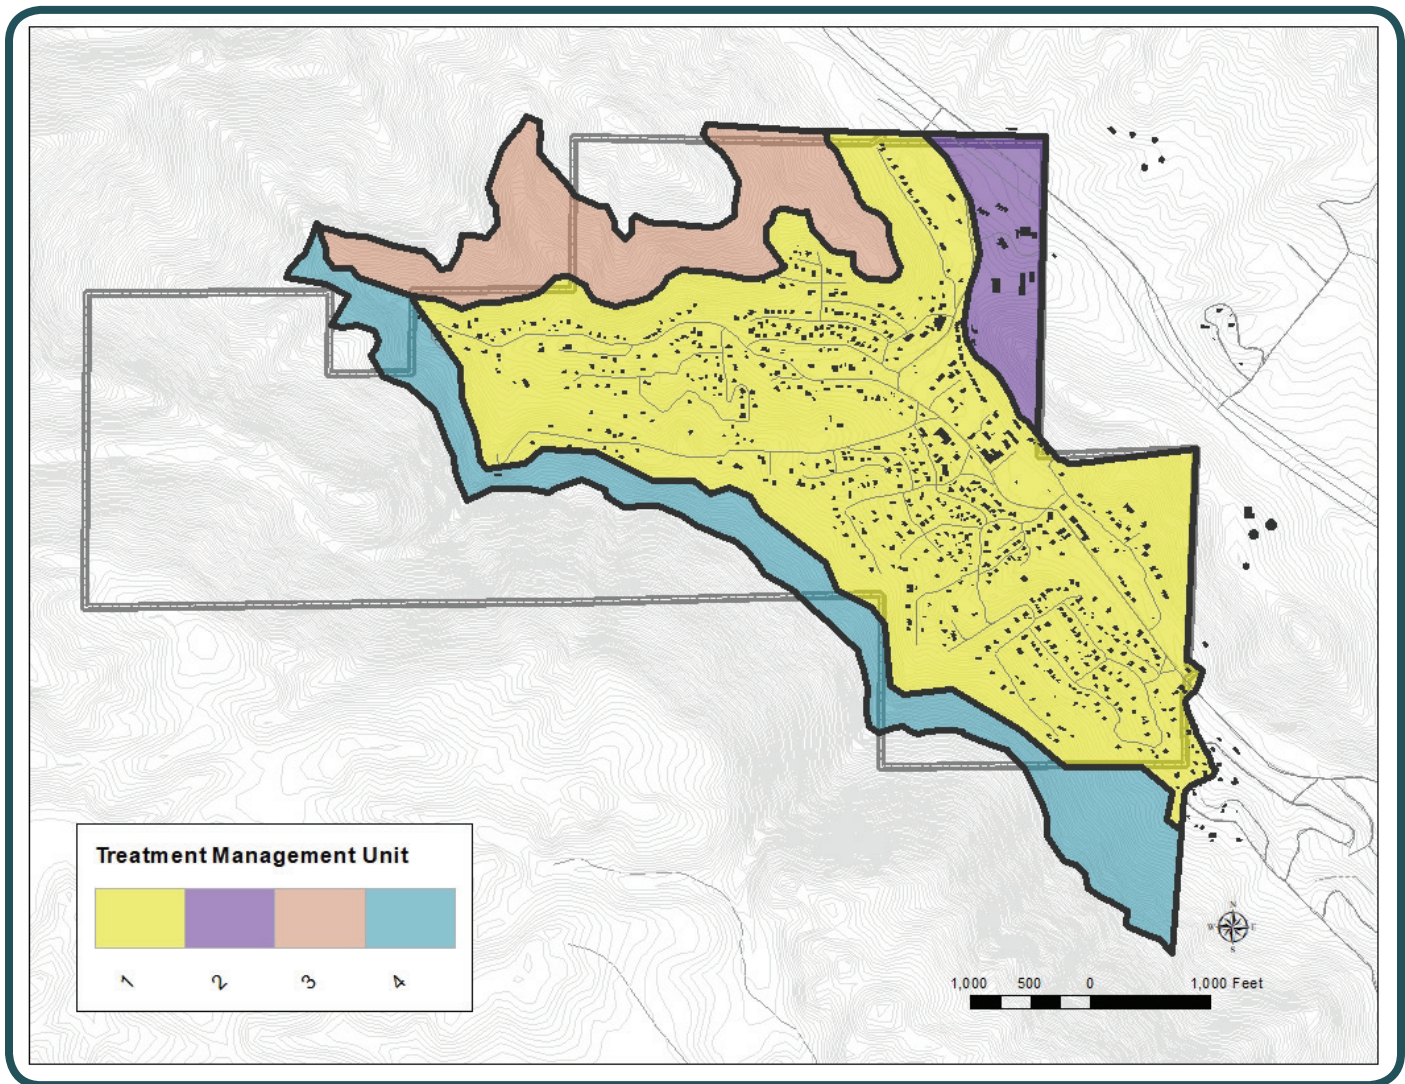 Treatment Management Unit
1 2 3 4
N
W E
S
1,000 500 0 1,000 Feet